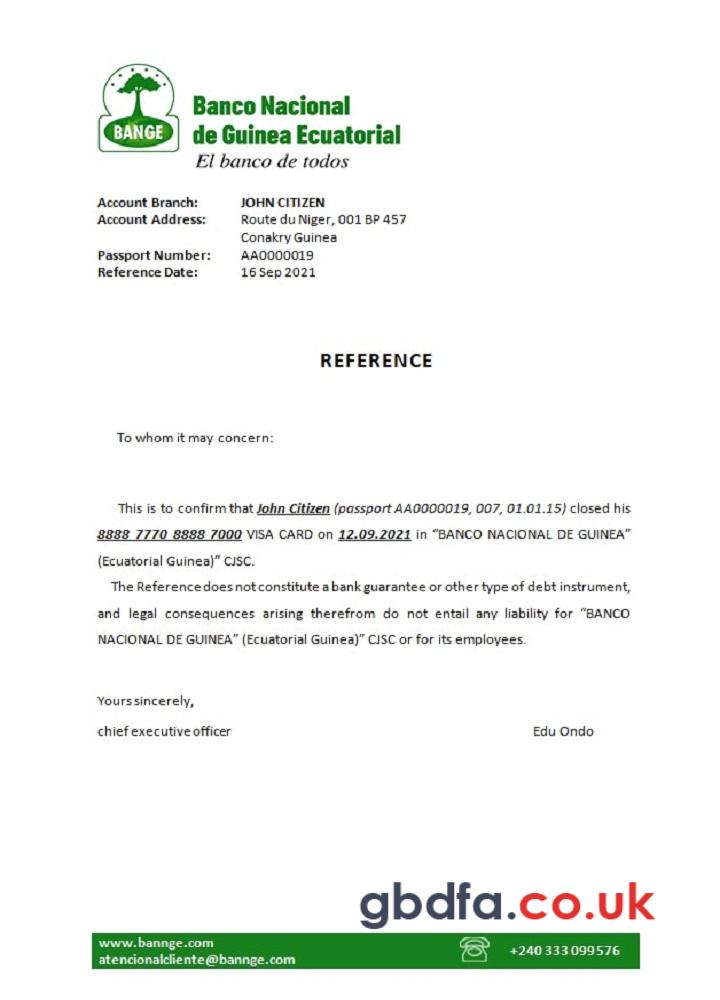 BANGE
Banco Nacional
de Guinea Ecuatorial
El banco de todos
Account Branch: JOHN CITIZEN
Account Address: Route du Niger, 001 BP 457
Conakry Guinea
Passport Number: AA0000019
Reference Date: 16 Sep 2021
REFERENCE
To whom it may concern:
This is to confirm that John Citizen (passport AA0000019, 007, 01.01.15) closed his
8888 7770 8888 7000 VISA CARD on 12.09.2021 in “BANCO NACIONAL DE GUINEA”
(Ecuatorial Guinea)” CJSC.
The Reference does not constitute a bank guarantee or other type of debt instrument,
and legal consequences arising therefrom do not entail any liability for “BANCO
NACIONAL DE GUINEA” (Ecuatorial Guinea)” CJSC or for its employees.
Yours sincerely,
chief executive officer Edu Ondo
gbdfa.co.uk
www.bannge.com
atencionalcliente@bannge.com
+240 333 099576